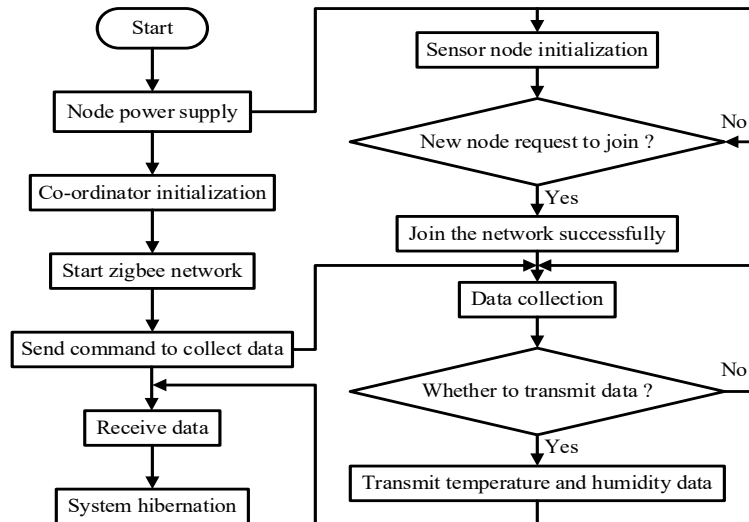 Start
Node power supply
Co-ordinator initialization
Start zigbee network
Send command to collect data
Receive data
System hibernation
Sensor node initialization
New node request to join ?
No
Yes
Join the network successfully
Data collection
Whether to transmit data ?
No
Yes
Transmit temperature and humidity data